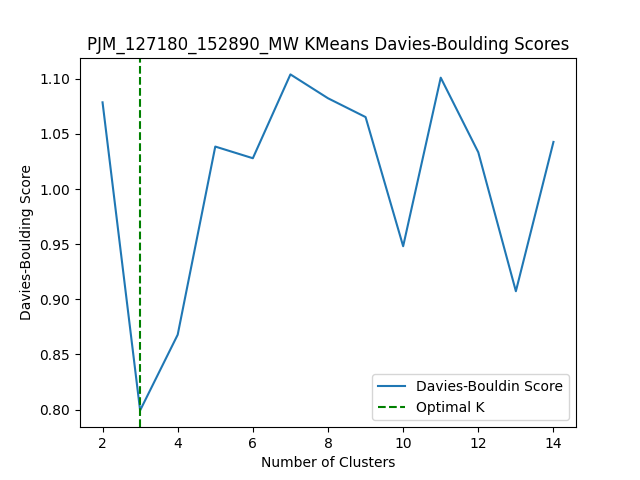 PJM_127180_152890_MW KMeans Davies-Boulding Scores
Davies-Boulding Score
1.10
1.05
1.00
0.95
0.90
0.85
0.80
Davies-Bouldin Score
Optimal K
2 4 6 8 10 12 14
Number of Clusters